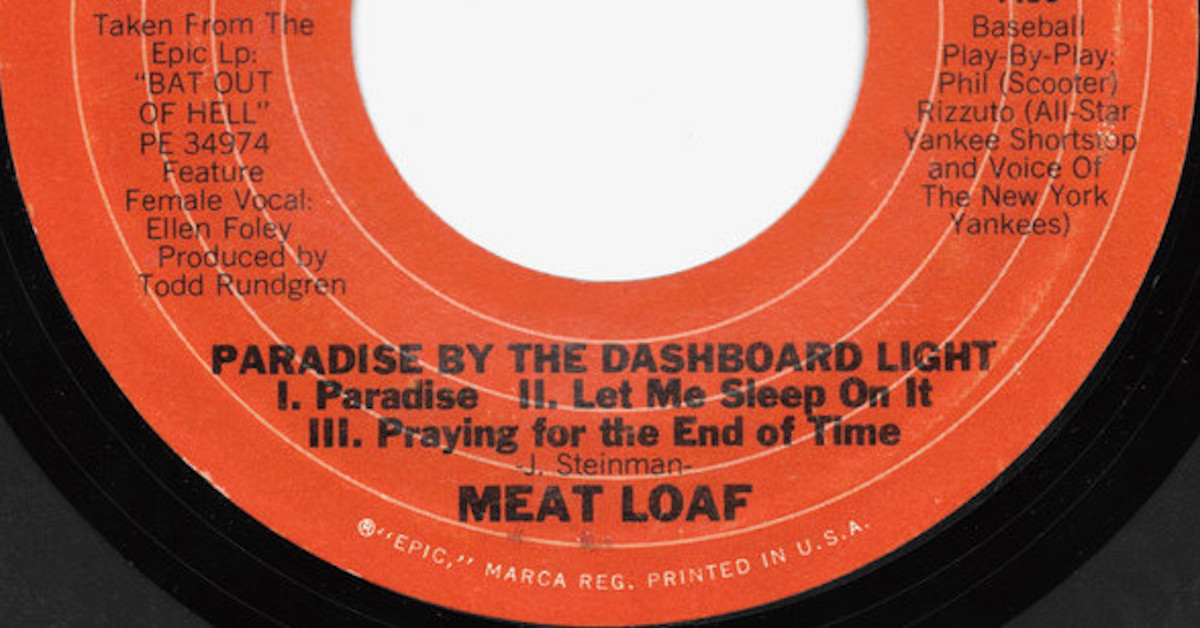 Taken From The
Epic Lp:
"BAT OUT
OF HELL"
PE 34974
Feature
Female Vocal:
Ellen Foley
Produced by
Todd Rundgren
Baseball
Play-By-Play:
Phil (Scooter)
Rizzuto (All-Star
Yankee Shortstop
and Voice Of
The New York
Yankees)
PARADISE BY THE DASHBOARD LIGHT
I. Paradise II. Let Me Sleep On It
III. Praying for the End of Time
-J. Steinman-
MEAT LOAF
®"EPIC," MARCA REG. PRINTED IN U.S.A.